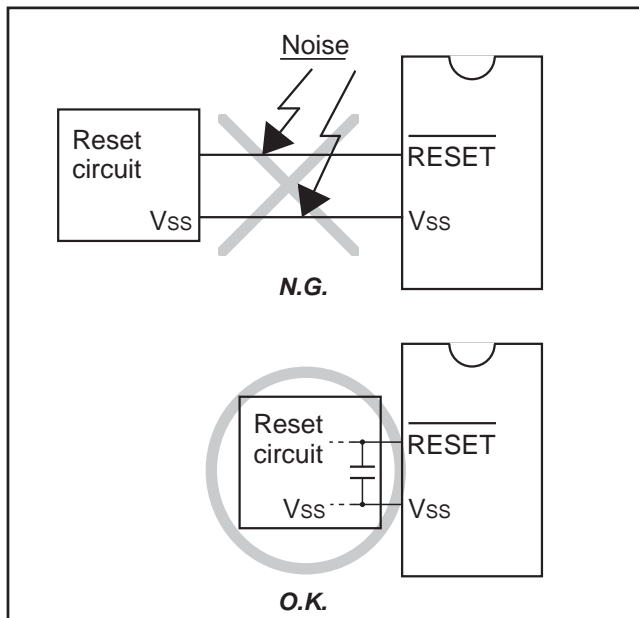 Noise
Reset
circuit
RESET
Vss
Vss
N.G.
Reset
circuit
RESET
Vss
Vss
O.K.